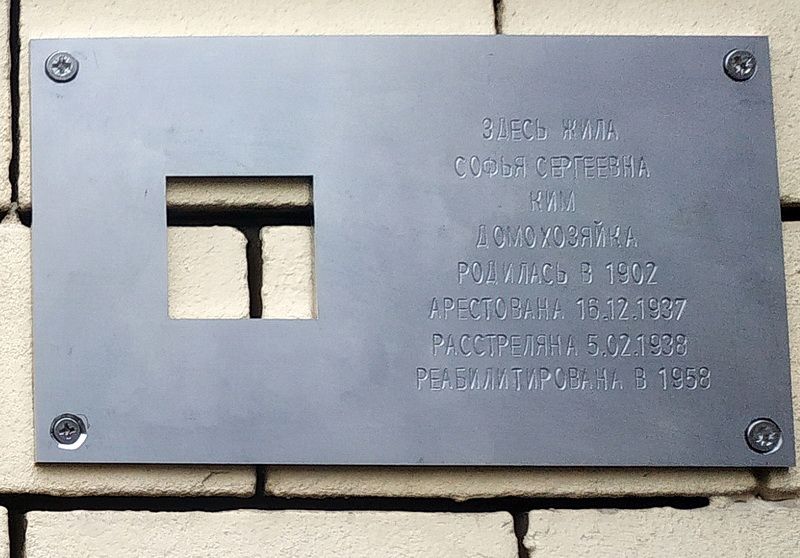 ЗДЕСЬ ЖИЛА
СОФЬЯ СЕРГЕЕВНА
КИМ
ДОМОХОЗЯЙКА
РОДИЛАСЬ В 1902
АРЕСТОВАНА 16.12.1937
РАССТРЕЛЯНА 5.02.1938
РЕАБИЛИТИРОВАНА В 1958